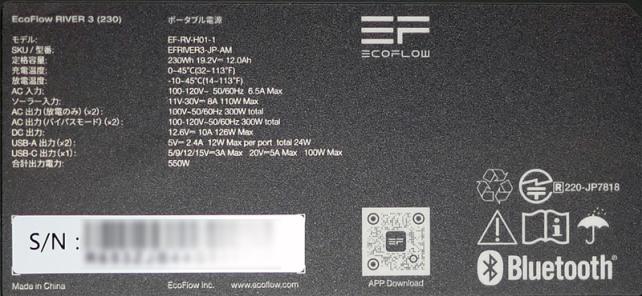 EcoFlow RIVER 3 (230) ポータブル電源
モデル: EF-RV-H01-1
SKU / 型番: EFRIVER3-JP-AM
定格容量: 230Wh 19.2V⎓ 12.0Ah
充電温度: 0~45°C(32~113°F)
放電温度: -10~45°C(14~113°F)
AC 入力: 100-120V~ 50/60Hz 6.5A Max
ソーラー入力: 11V-30V⎓ 8A 110W Max
AC 出力 (放電のみ) (×2): 100V~50/60Hz 300W total
AC 出力 (バイパスモード) (×2): 100-120V~50/60Hz 300W total
DC 出力: 12.6V⎓ 10A 126W Max
USB-A 出力 (×2): 5V⎓ 2.4A 12W Max per port total 24W
USB-C 出力 (×1): 5/9/12/15V⎓3A Max 20V⎓5A Max 100W Max
合計出力電力: 550W
EF
ECOFLOW
R 220-JP7818
S/N :
EF
Bluetooth®
Made in China EcoFlow Inc. www.ecoflow.com APP Download